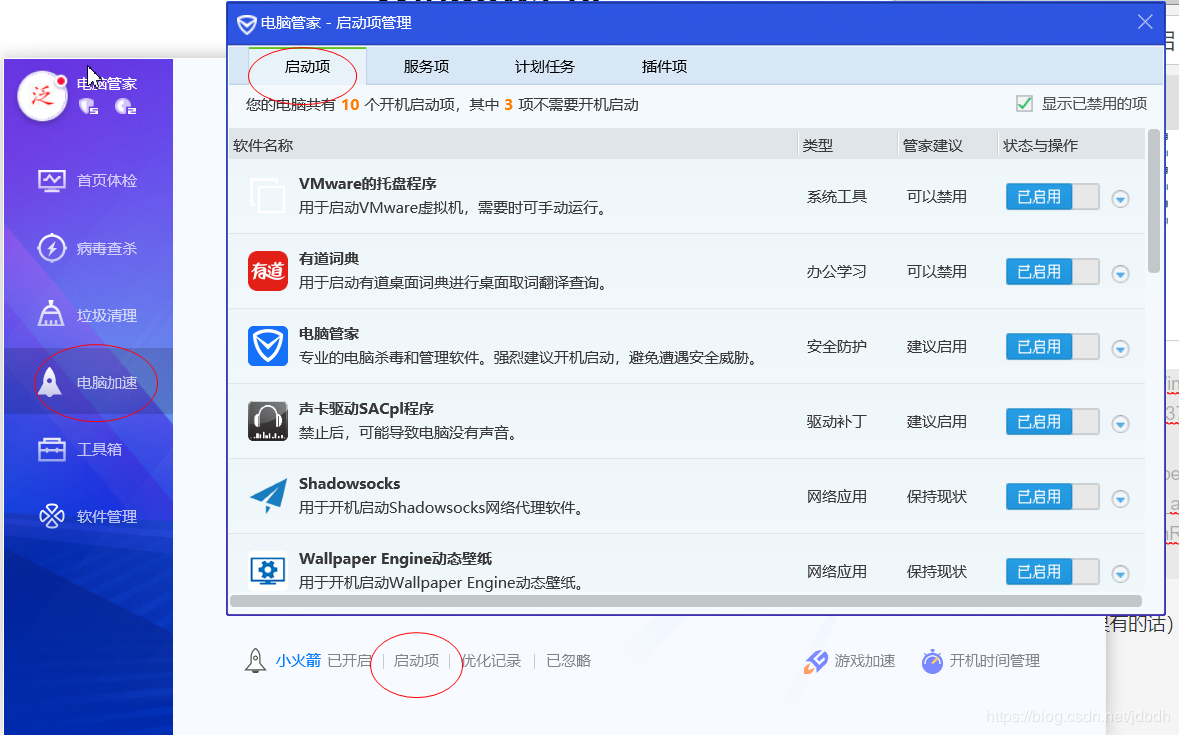 电脑管家 - 启动项管理
启动项 服务项 计划任务 插件项
您的电脑共有 10 个开机启动项，其中 3 项不需要开机启动
显示已禁用的项
软件名称 类型 管家建议 状态与操作
VMware的托盘程序
用于启动VMware虚拟机，需要时可手动运行。
系统工具 可以禁用 已启用
有道
有道词典
用于启动有道桌面词典进行桌面取词翻译查询。
办公学习 可以禁用 已启用
电脑管家
专业的电脑杀毒和管理软件。强烈建议开机启动，避免遭遇安全威胁。
安全防护 建议启用 已启用
声卡驱动SACpl程序
禁止后，可能导致电脑没有声音。
驱动补丁 建议启用 已启用
Shadowsocks
用于开机启动Shadowsocks网络代理软件。
网络应用 保持现状 已启用
Wallpaper Engine动态壁纸
用于开机启动Wallpaper Engine动态壁纸。
网络应用 保持现状 已启用
泛
电脑管家
5 2
首页体检
病毒查杀
垃圾清理
电脑加速
工具箱
软件管理
小火箭 已开启 启动项 优化记录 已忽略
游戏加速 开机时间管理
有的话）
https://blog.csdn.net/jdbdh